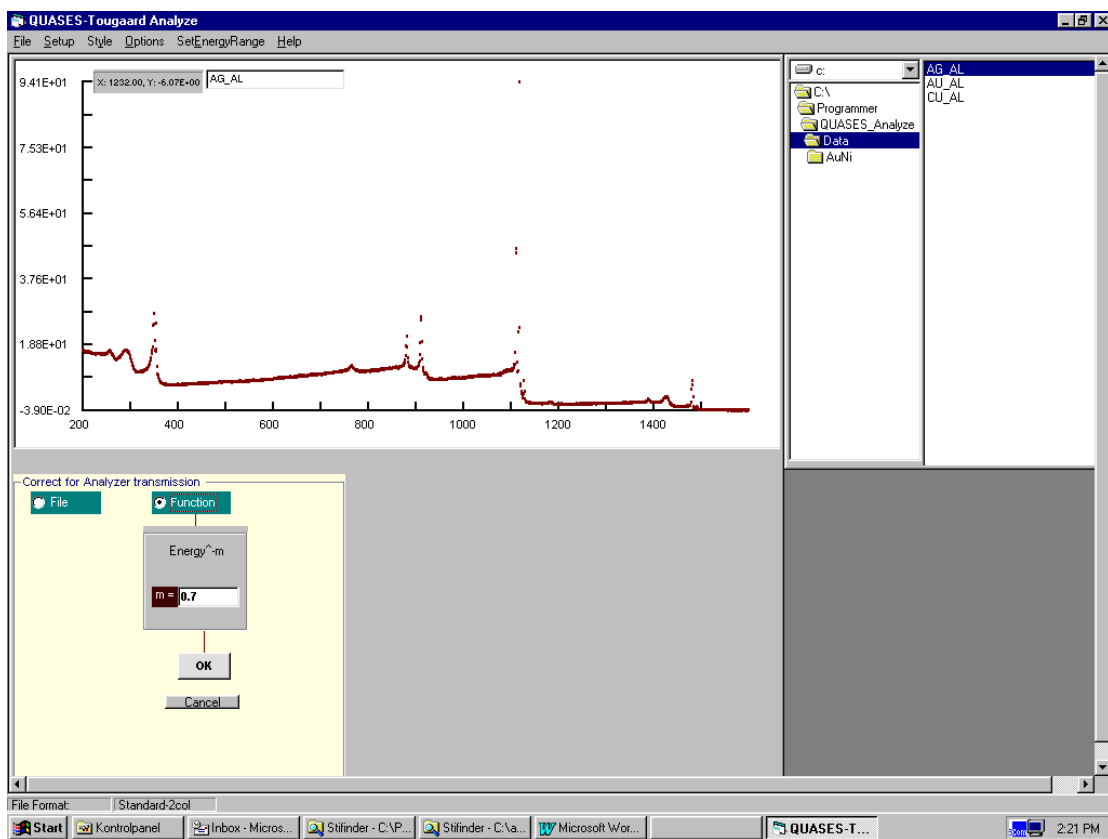 QUASES-Tougaard Analyze
File Setup Style Options SetEnergyRange Help
X: 1232.00, Y: -6.07E+00
AG_AL
9.41E+01
7.53E+01
5.64E+01
3.76E+01
1.88E+01
-3.90E-02
200 400 600 800 1000 1200 1400
c:
C:\
Programmer
QUASES_Analyze
Data
AuNi
AG_AL
AU_AL
CU_AL
Correct for Analyzer transmission
File
Function
Energy^-m
m = 0.7
OK
Cancel
File Format: Standard-2col
Start Kontrolpanel Inbox - Micros... Stifinder - C:\P... Stifinder - C:\a... Microsoft Wor... QUASES-T... 3Com 2:21 PM